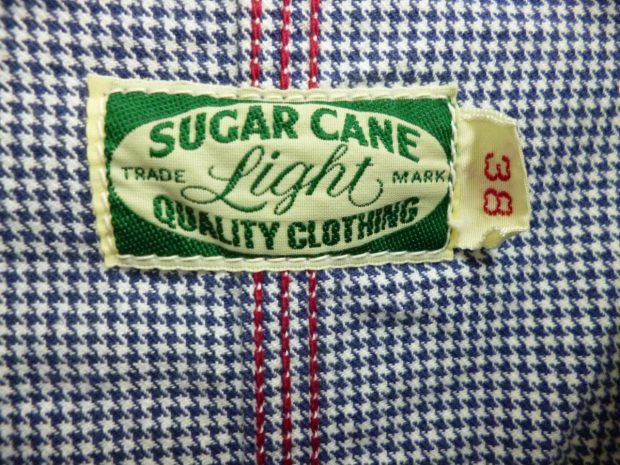 SUGAR CANE
TRADE Light MARK
QUALITY CLOTHING
38